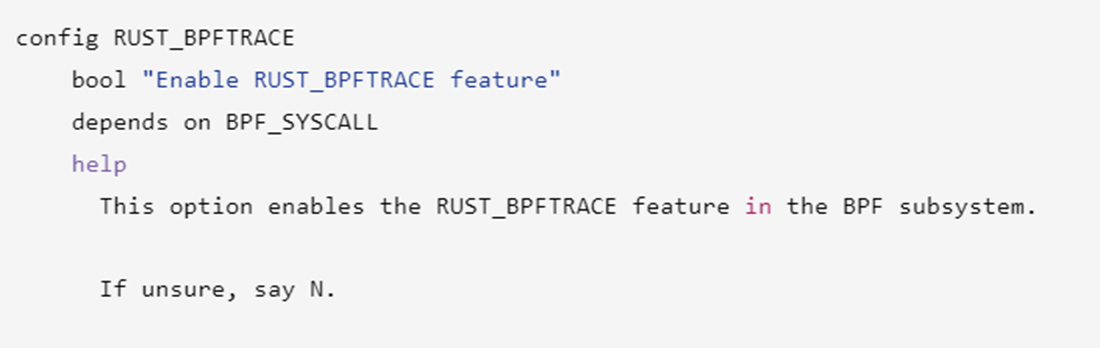 config RUST_BPFTRACE
bool "Enable RUST_BPFTRACE feature"
depends on BPF_SYSCALL
help
This option enables the RUST_BPFTRACE feature in the BPF subsystem.
If unsure, say N.